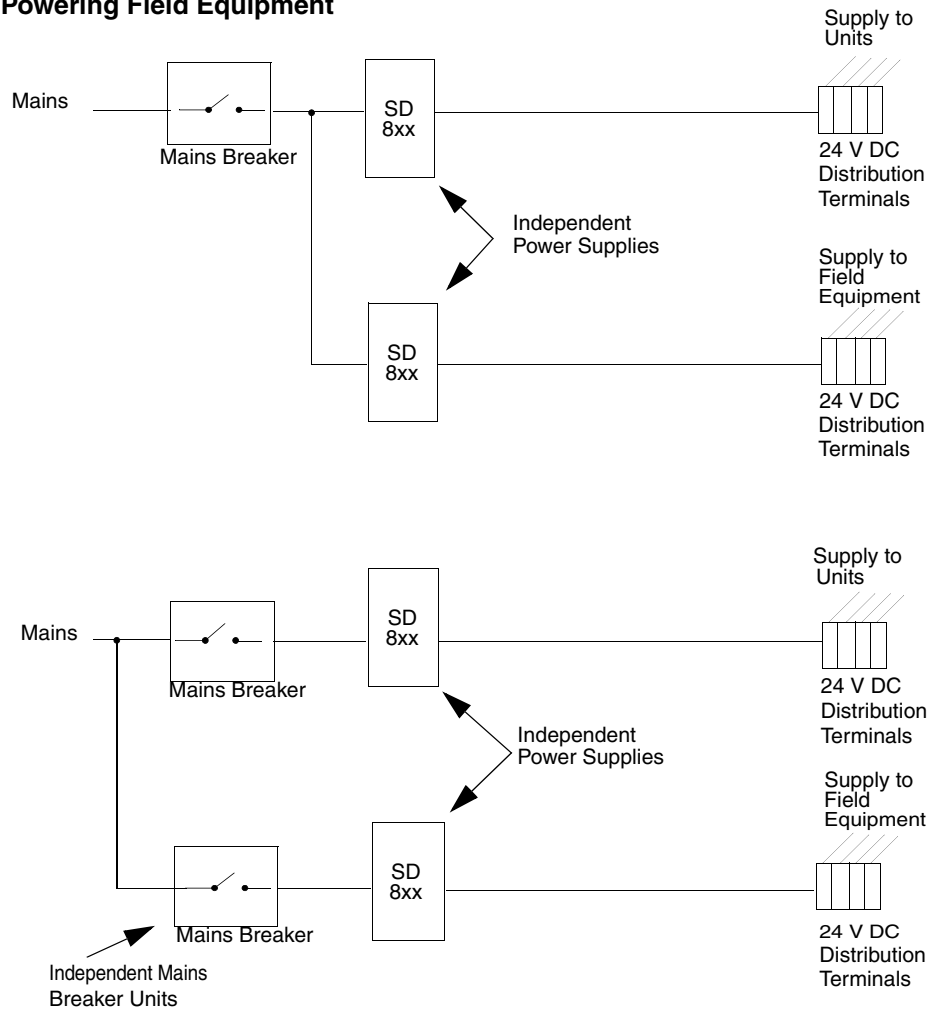 Powering Field Equipment
Supply to
Units
Mains
SD
8xx
Mains Breaker
24 V DC
Distribution
Terminals
Independent
Power Supplies
Supply to
Field
Equipment
SD
8xx
24 V DC
Distribution
Terminals
Supply to
Units
Mains
SD
8xx
Mains Breaker
24 V DC
Distribution
Terminals
Independent
Power Supplies
Supply to
Field
Equipment
SD
8xx
Mains Breaker
24 V DC
Distribution
Terminals
Independent Mains
Breaker Units